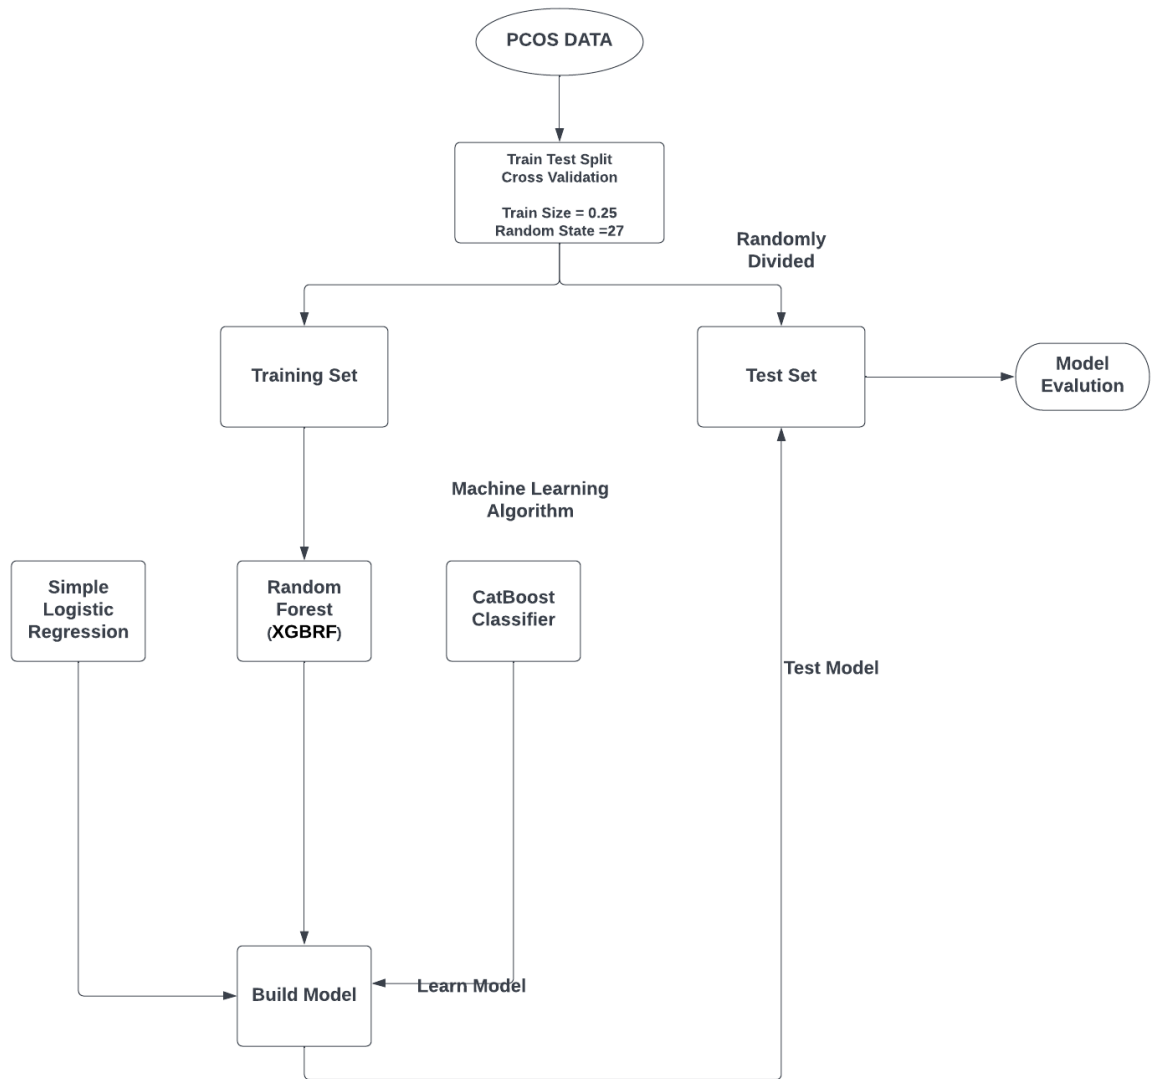 PCOS DATA
Train Test Split
Cross Validation
Train Size = 0.25
Random State =27
Randomly
Divided
Training Set
Test Set
Model
Evalution
Machine Learning
Algorithm
Simple
Logistic
Regression
Random
Forest
(XGBRF)
CatBoost
Classifier
Test Model
Build Model
Learn Model